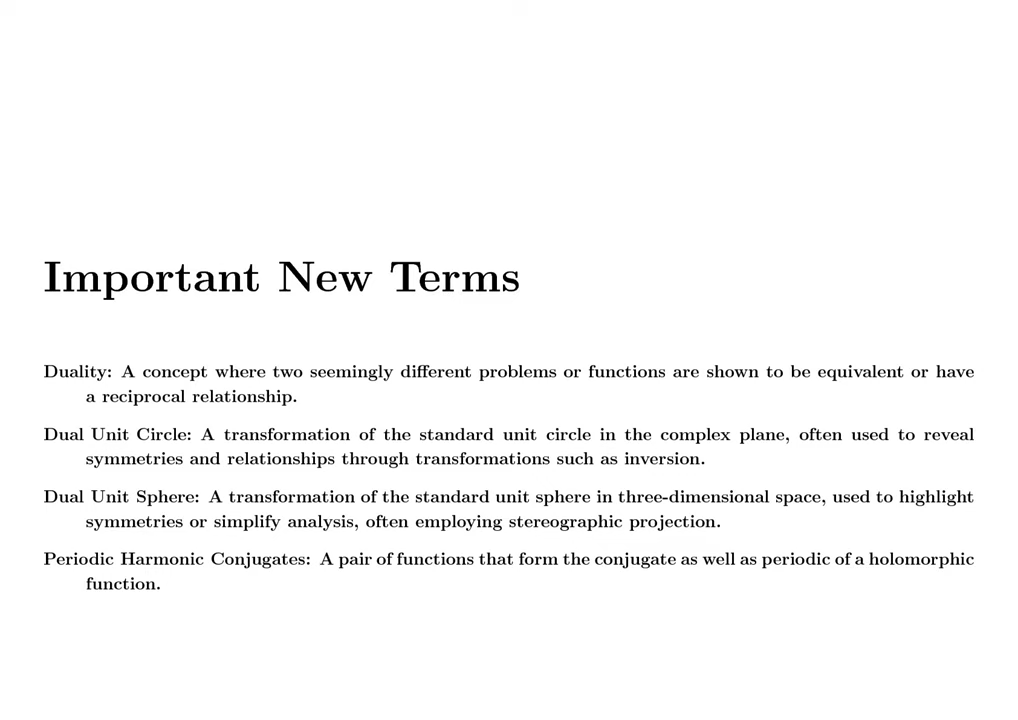 Important New Terms
Duality: A concept where two seemingly different problems or functions are shown to be equivalent or have
a reciprocal relationship.
Dual Unit Circle: A transformation of the standard unit circle in the complex plane, often used to reveal
symmetries and relationships through transformations such as inversion.
Dual Unit Sphere: A transformation of the standard unit sphere in three-dimensional space, used to highlight
symmetries or simplify analysis, often employing stereographic projection.
Periodic Harmonic Conjugates: A pair of functions that form the conjugate as well as periodic of a holomorphic
function.